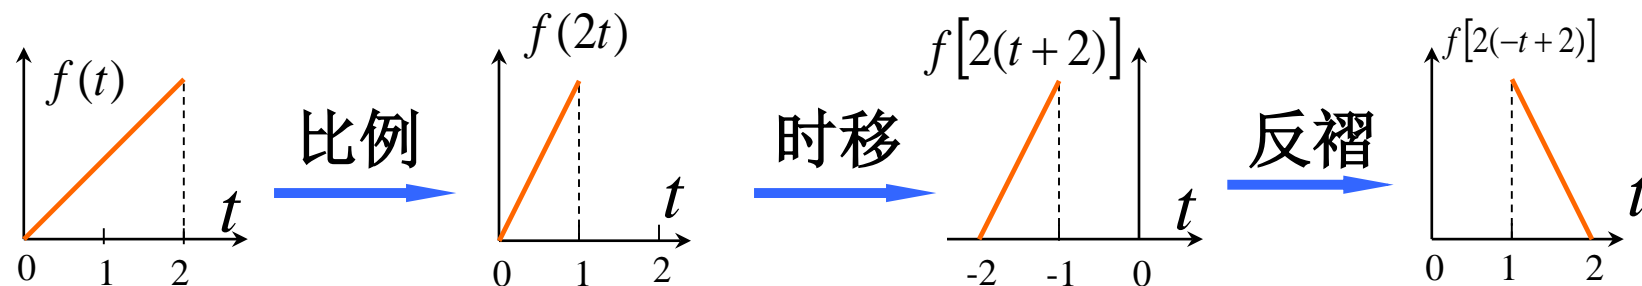 f(t)
t
0 1 2
比例
f(2t)
t
0 1 2
时移
f[2(t+2)]
t
-2 -1 0
反褶
f[2(-t+2)]
t
0 1 2